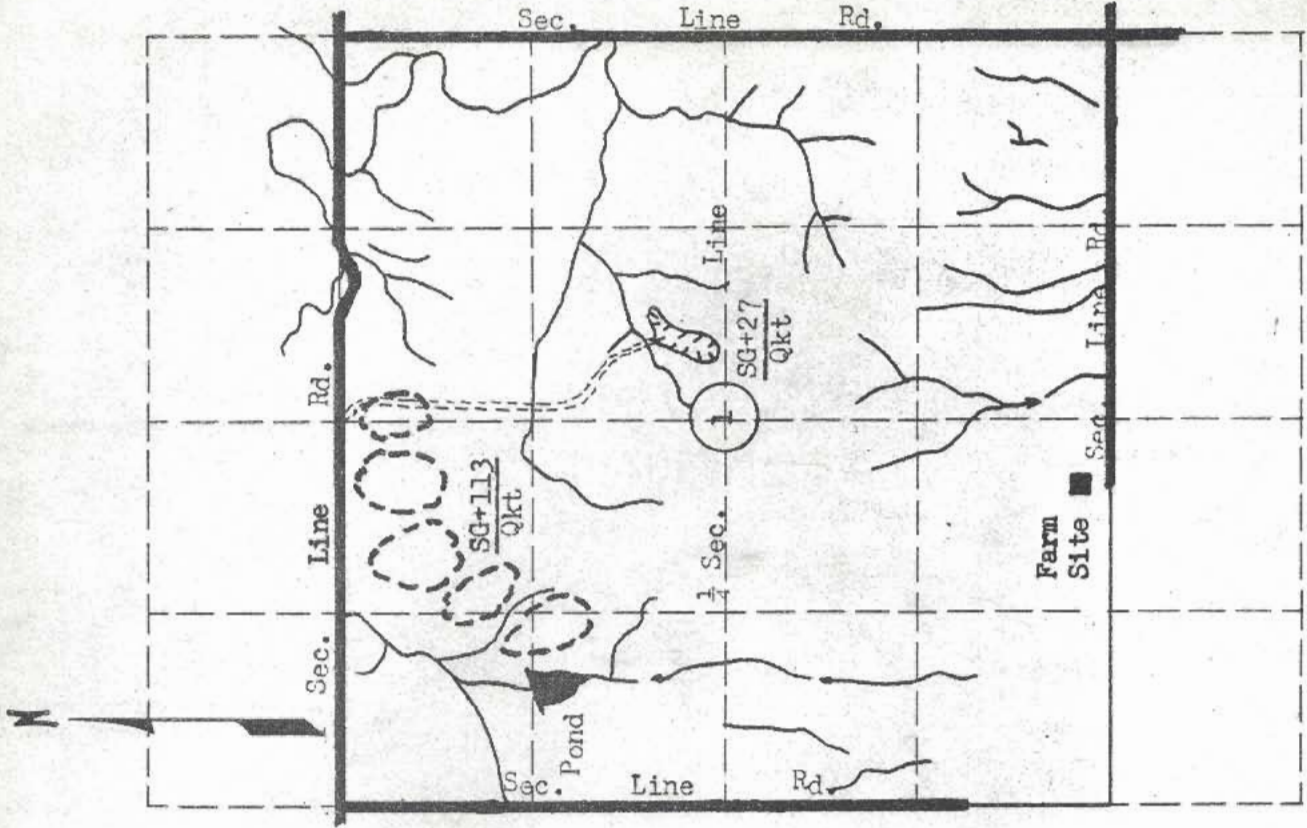 Sec. Line Rd.
Sec. Line Rd.
N
SG+113
Qkt
Line
SG+27
Qkt
½ Sec.
Sec. Line Rd.
Farm
Site
Pond
Sec. Line Rd.